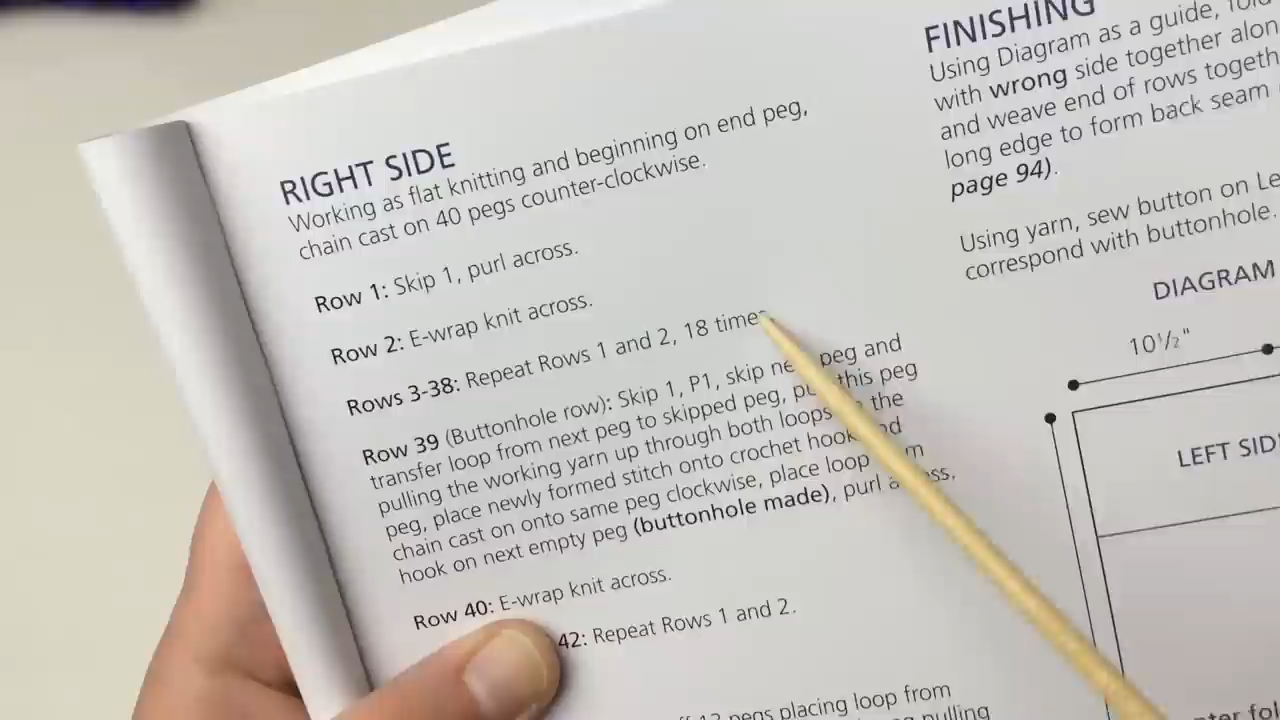 RIGHT SIDE
Working as flat knitting and beginning on end peg,
chain cast on 40 pegs counter-clockwise.
Row 1: Skip 1, purl across.
Row 2: E-wrap knit across.
Rows 3-38: Repeat Rows 1 and 2, 18 times
Row 39 (Buttonhole row): Skip 1, P1, skip peg and
transfer loop from next peg to skipped peg, this peg
pulling the working yarn up through both loops the
peg, place newly formed stitch onto crochet hook
chain cast on onto same peg clockwise, place loop
hook on next empty peg (buttonhole made), purl
Row 40: E-wrap knit across.
42: Repeat Rows 1 and 2.
12 pegs placing loop from
pulling
FINISHING
Using Diagram as a guide,
with wrong side together
and weave end of rows
long edge to form back seam
page 94).
Using yarn, sew button on
correspond with buttonhole.
DIAGRAM
10½"
LEFT